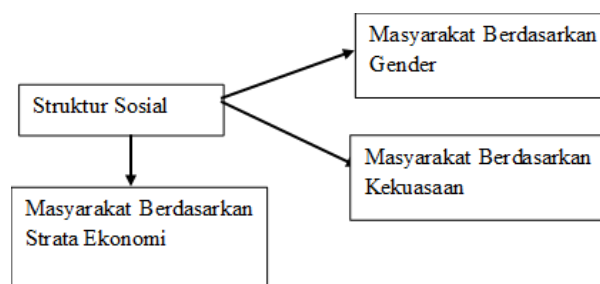 Masyarakat Berdasarkan
Gender
Struktur Sosial
Masyarakat Berdasarkan
Kekuasaan
Masyarakat Berdasarkan
Strata Ekonomi